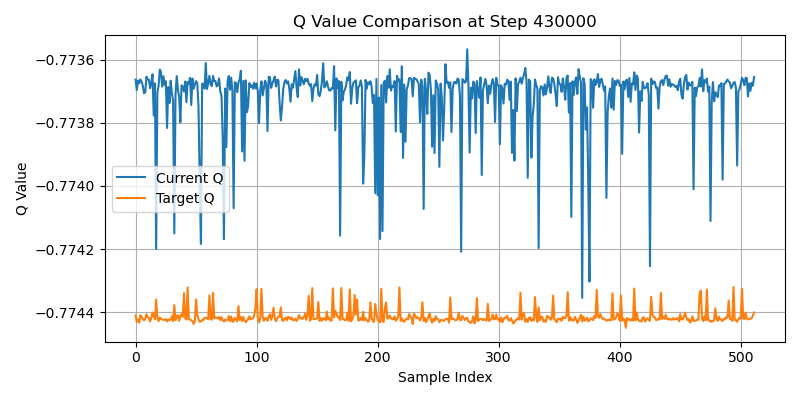 Q Value Comparison at Step 430000
Q Value
−0.7736
−0.7738
−0.7740
−0.7742
−0.7744
Current Q
Target Q
0
100
200
300
400
500
Sample Index